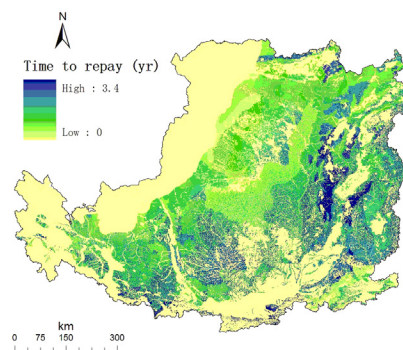 N
Time to repay (yr)
High : 3.4
Low : 0
km
0 75 150 300